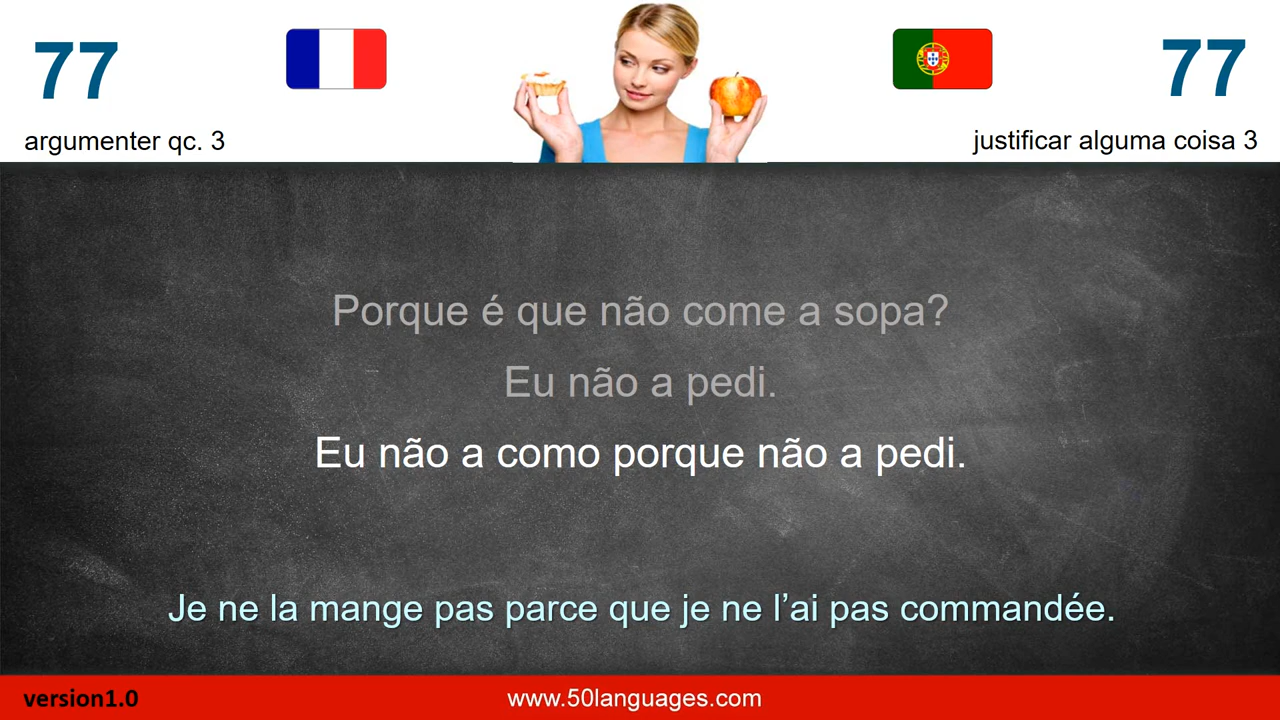 77
77
argumenter qc. 3
justificar alguma coisa 3
Porque é que não come a sopa?
Eu não a pedi.
Eu não a como porque não a pedi.
Je ne la mange pas parce que je ne l’ai pas commandée.
version1.0
www.50languages.com